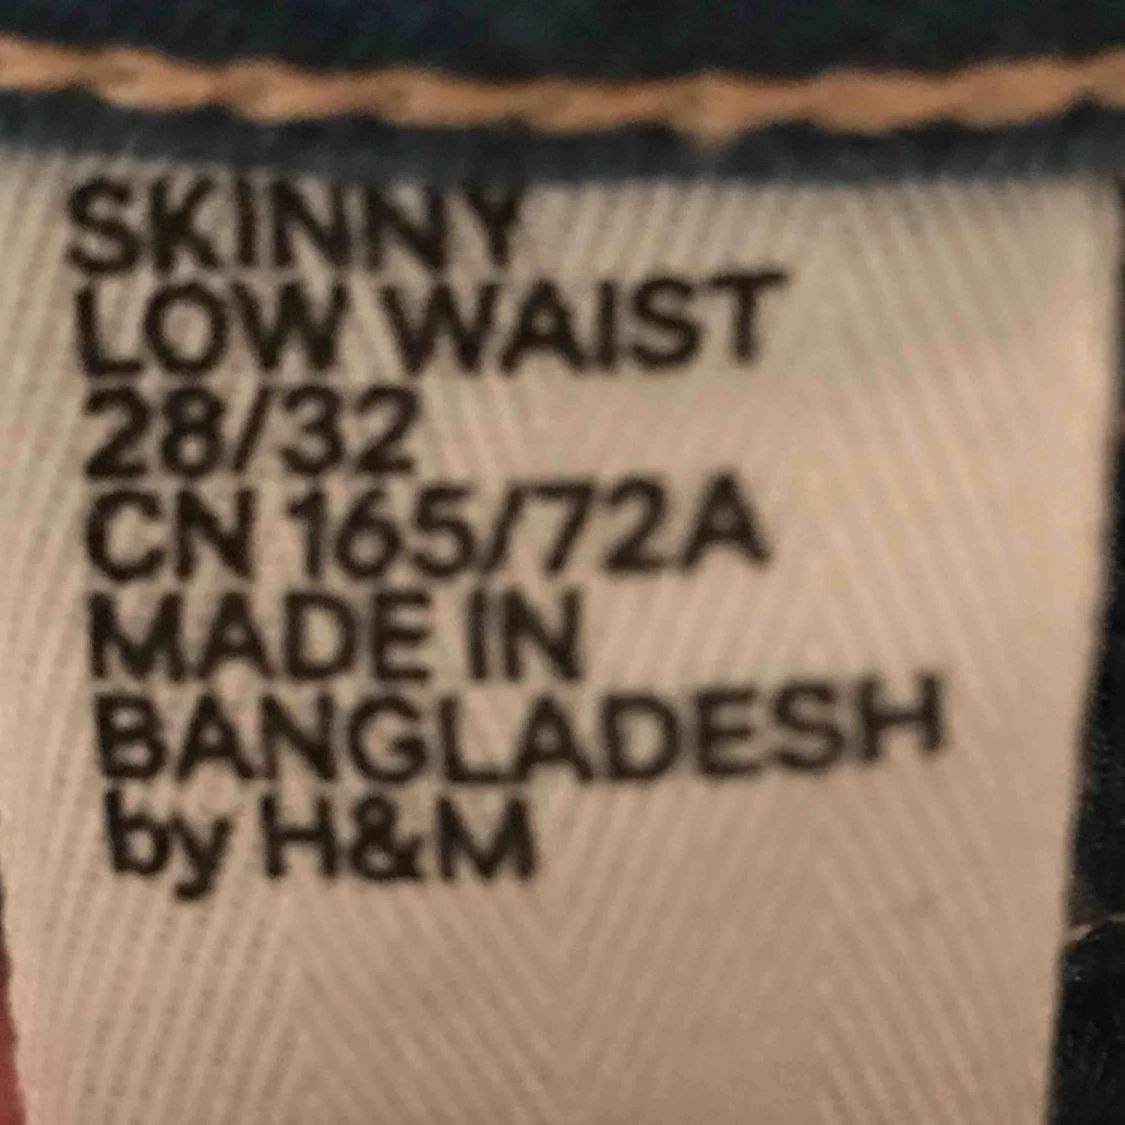 SKINNY
LOW WAIST
28/32
CN 165/72A
MADE IN
BANGLADESH
by H&M